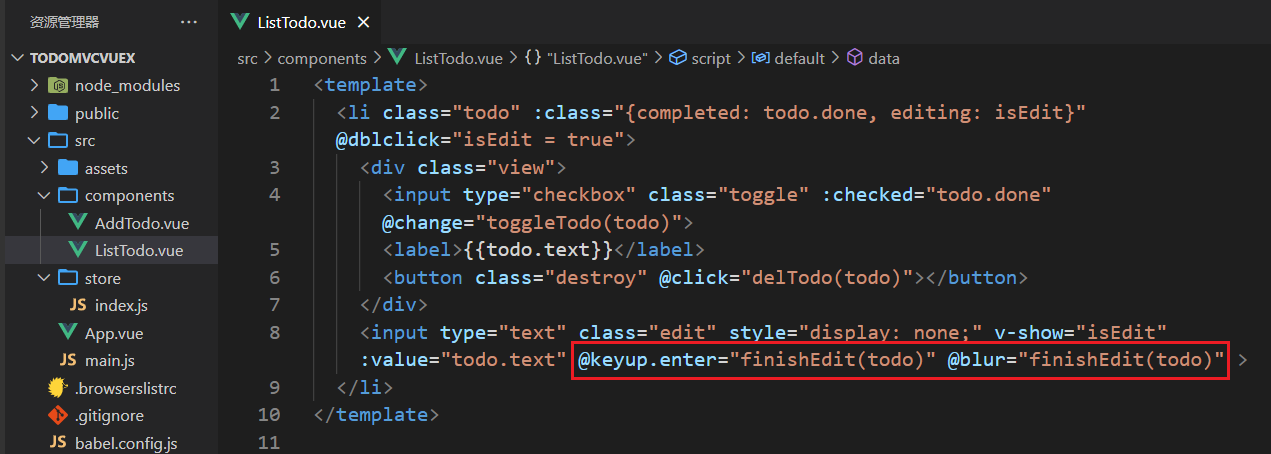 资源管理器 ···
ListTodo.vue ×
TODOMVCVUEX
src > components > ListTodo.vue > {} "ListTodo.vue" > script > default > data
node_modules
public
src
assets
components
AddTodo.vue
ListTodo.vue
store
JS index.js
App.vue
JS main.js
.browserslistrc
.gitignore
JS babel.config.js
1 <template>
2 <li class="todo" :class="{completed: todo.done, editing: isEdit}"
@dblclick="isEdit = true">
3 <div class="view">
4 <input type="checkbox" class="toggle" :checked="todo.done"
@change="toggleTodo(todo)">
5 <label>{{todo.text}}</label>
6 <button class="destroy" @click="delTodo(todo)"></button>
7 </div>
8 <input type="text" class="edit" style="display: none;" v-show="isEdit"
:value="todo.text" @keyup.enter="finishEdit(todo)" @blur="finishEdit(todo)" >
9 </li>
10 </template>
11